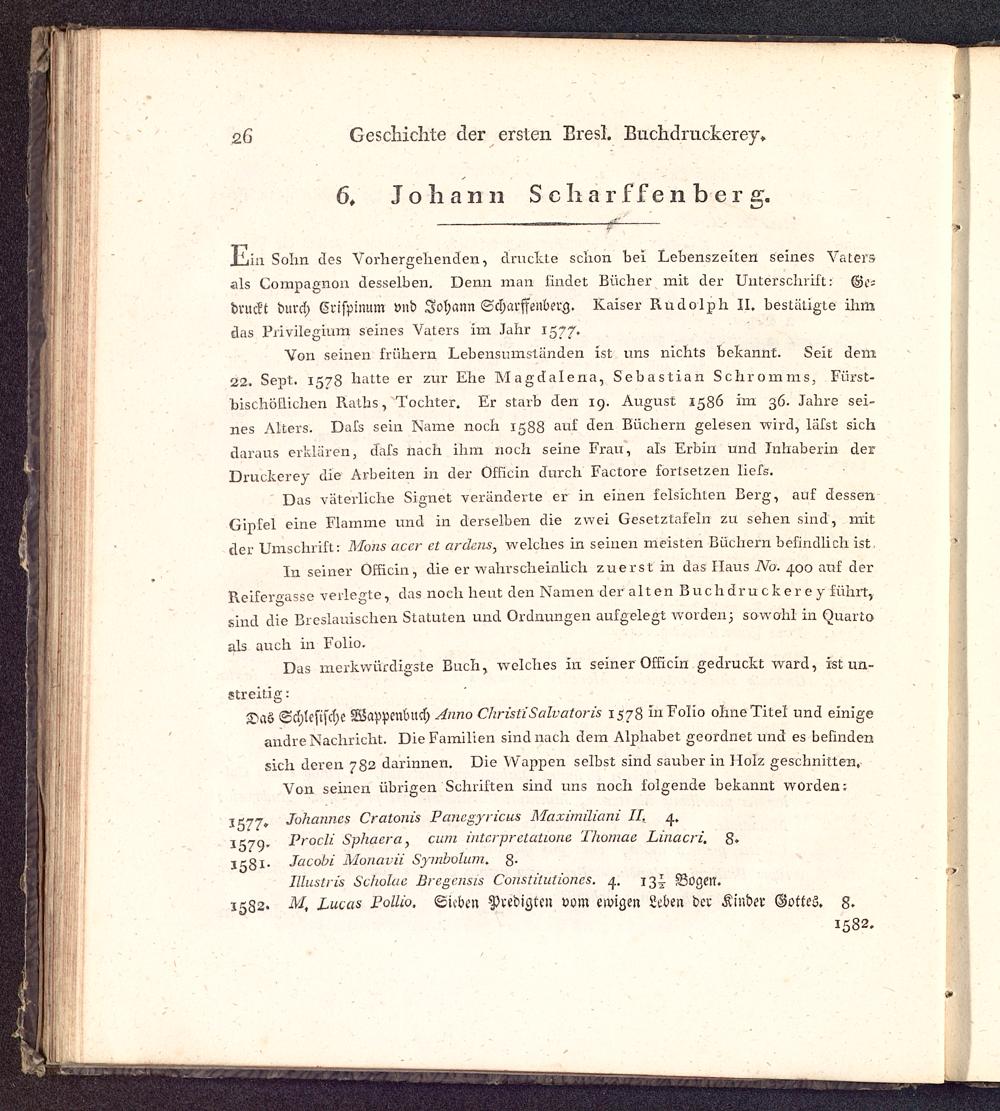 26 Geschichte der ersten Bresl. Buchdruckerey.
6. Johann Scharffenberg.
Ein Sohn des Vorhergehenden, druckte schon bei Lebenszeiten seines Vaters
als Compagnon desselben. Denn man findet Bücher mit der Unterschrift: Ge=
druckt durch Crispinum vnd Johann Scharffenberg. Kaiser Rudolph II. bestätigte ihm
das Privilegium seines Vaters im Jahr 1577.
Von seinen frühern Lebensumständen ist uns nichts bekannt. Seit dem
22. Sept. 1578 hatte er zur Ehe Magdalena, Sebastian Schromms, Fürst-
bischöflichen Raths, Tochter. Er starb den 19. August 1586 im 36. Jahre sei-
nes Alters. Daſs sein Name noch 1588 auf den Büchern gelesen wird, läſst sich
daraus erklären, daſs nach ihm noch seine Frau, als Erbin und Inhaberin der
Druckerey die Arbeiten in der Officin durch Factore fortsetzen lieſs.
Das väterliche Signet veränderte er in einen felsichten Berg, auf dessen
Gipfel eine Flamme und in derselben die zwei Gesetztafeln zu sehen sind, mit
der Umschrift: Mons acer et ardens, welches in seinen meisten Büchern befindlich ist.
In seiner Officin, die er wahrscheinlich zuerst in das Haus No. 400 auf der
Reifergasse verlegte, das noch heut den Namen der alten Buchdruckerey führt,
sind die Breslauischen Statuten und Ordnungen aufgelegt worden; sowohl in Quarto
als auch in Folio.
Das merkwürdigste Buch, welches in seiner Officin gedruckt ward, ist un-
streitig:
Das Schlesische Wappenbuch Anno Christi Salvatoris 1578 in Folio ohne Titel und einige
andre Nachricht. Die Familien sind nach dem Alphabet geordnet und es befinden
sich deren 782 darinnen. Die Wappen selbst sind sauber in Holz geschnitten.
Von seinen übrigen Schriften sind uns noch folgende bekannt worden:
1577. Johannes Cratonis Panegyricus Maximiliani II. 4.
1579. Procli Sphaera, cum interpretatione Thomae Linacri. 8.
1581. Jacobi Monavii Symbolum. 8.
Illustris Scholae Bregensis Constitutiones. 4. 13½ Bogen.
1582. M. Lucas Pollio. Sieben Predigten vom ewigen Leben der Kinder Gottes. 8.
1582.